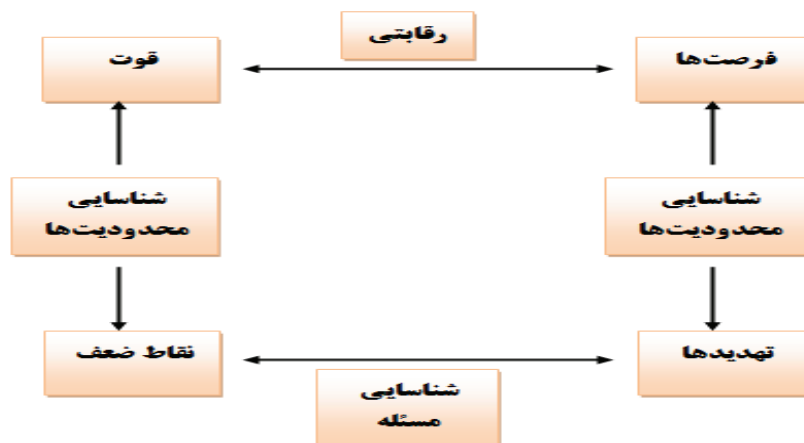 رقابتی
فرصت‌ها
قوت
شناسایی
محدودیت‌ها
شناسایی
محدودیت‌ها
تهدیدها
نقاط ضعف
شناسایی
مسئله